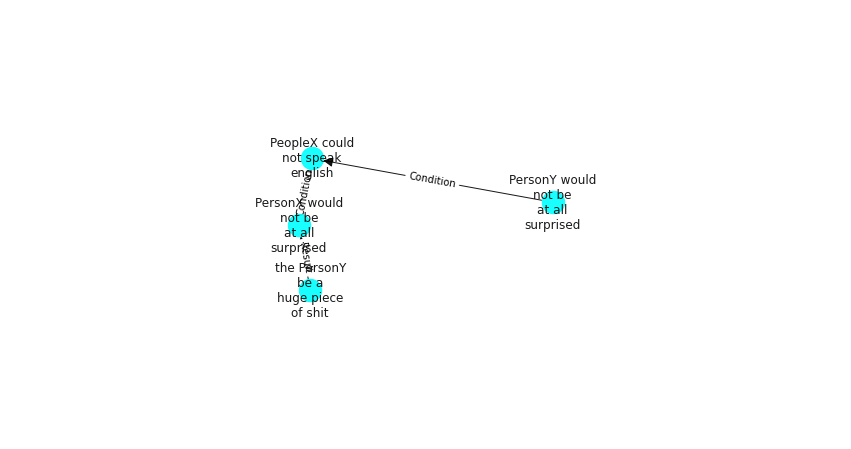 PeopleX could
not speak
english
Condition
PersonY would
not be
at all
surprised
Condition
PersonX would
not be
at all
surprised
the PersonY
be a
huge piece
of shit